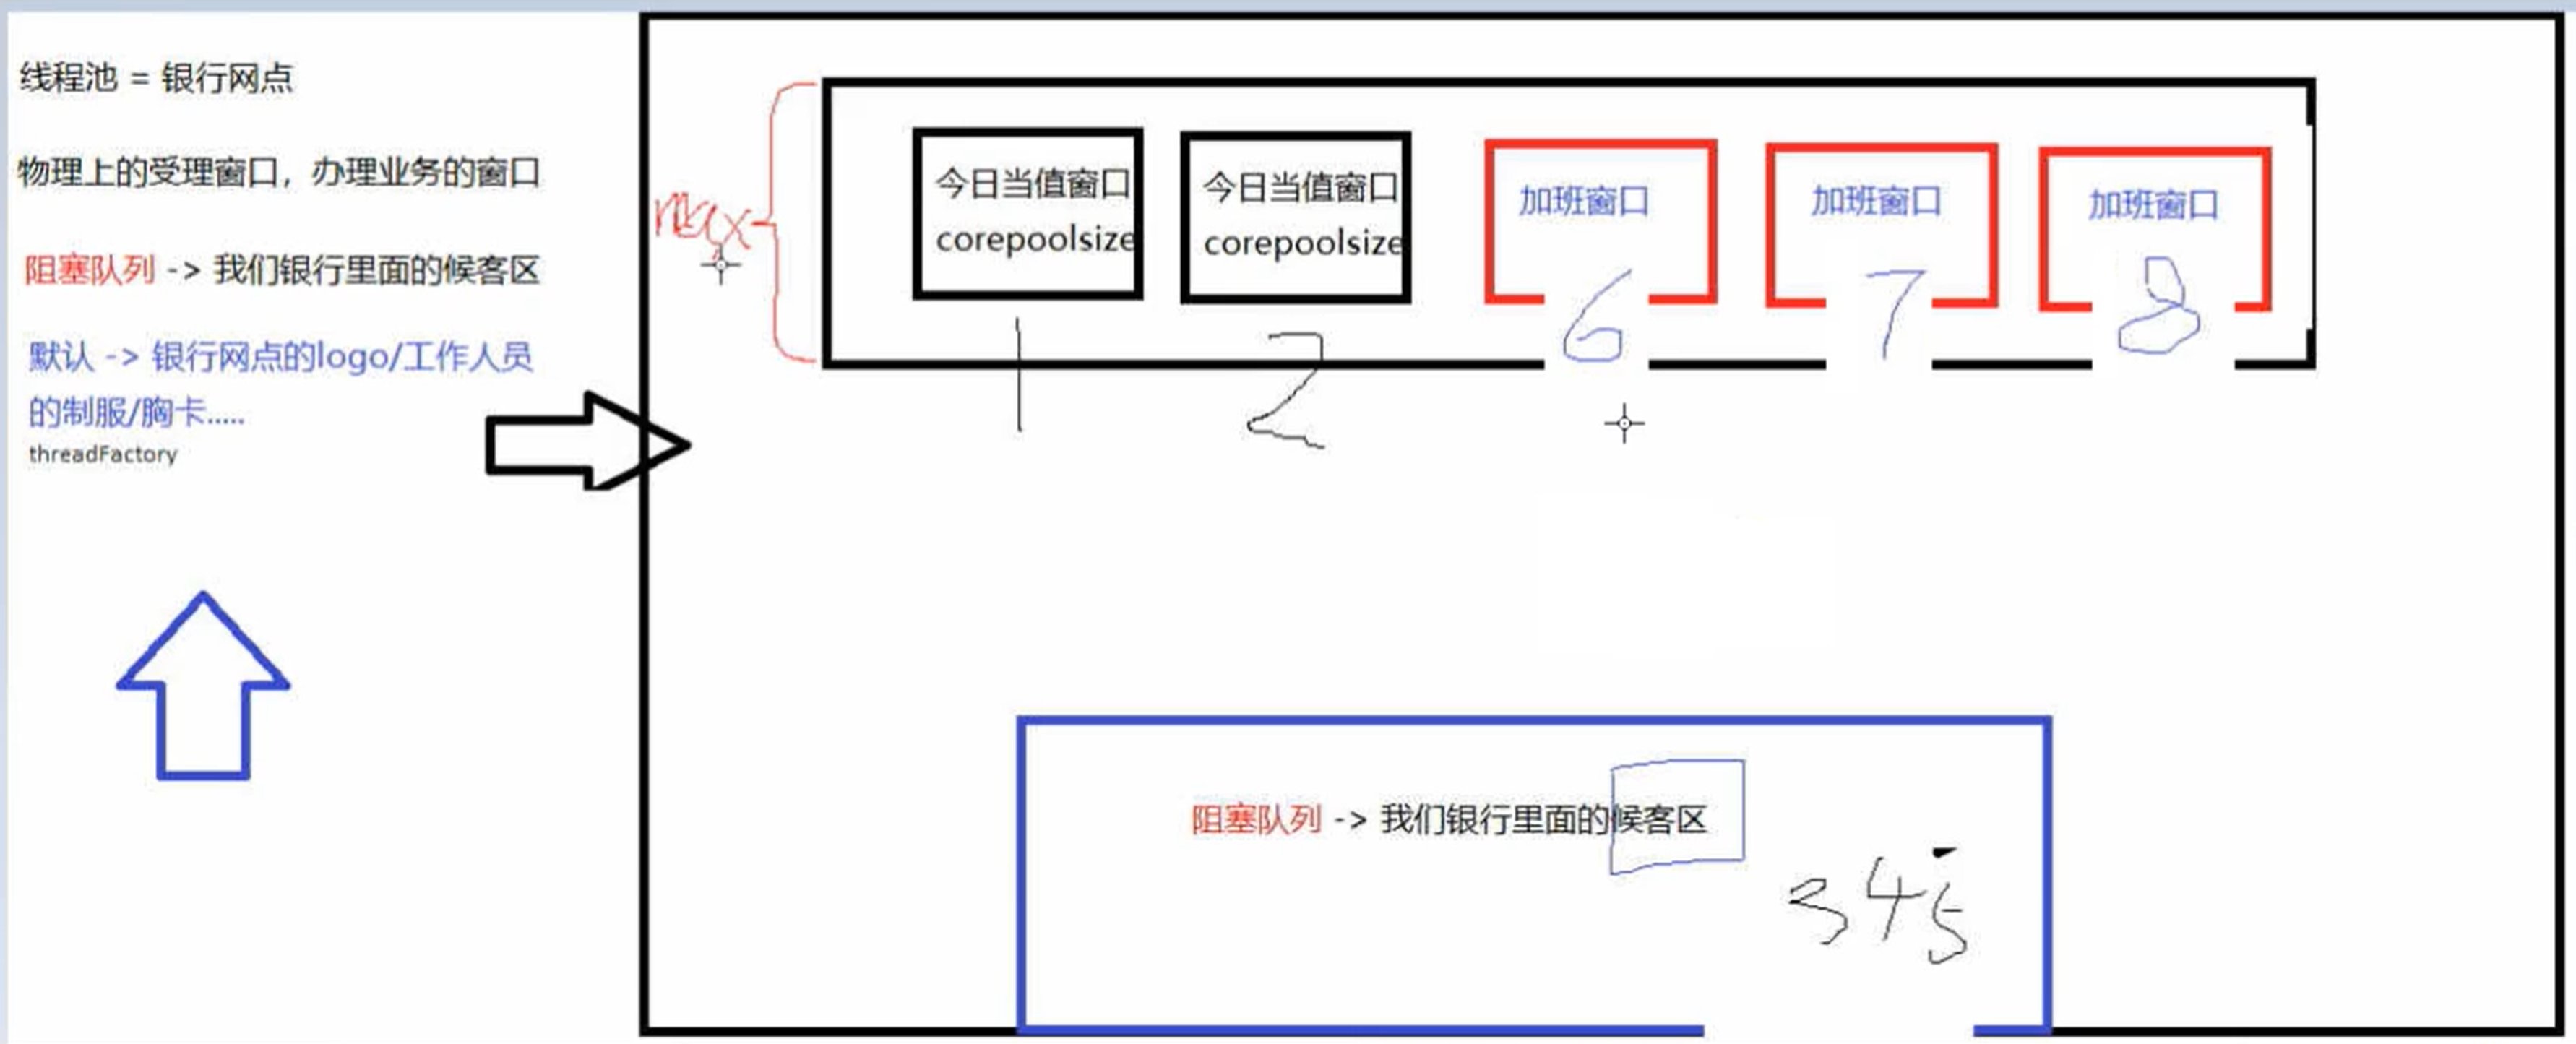 线程池 = 银行网点
物理上的受理窗口，办理业务的窗口
阻塞队列 -> 我们银行里面的候客区
默认 -> 银行网点的logo/工作人员
的制服/胸卡.....
threadFactory
max
今日当值窗口
corepoolsize
今日当值窗口
corepoolsize
加班窗口
加班窗口
加班窗口
1
2
6
7
8
阻塞队列 -> 我们银行里面的候客区
3 4 5